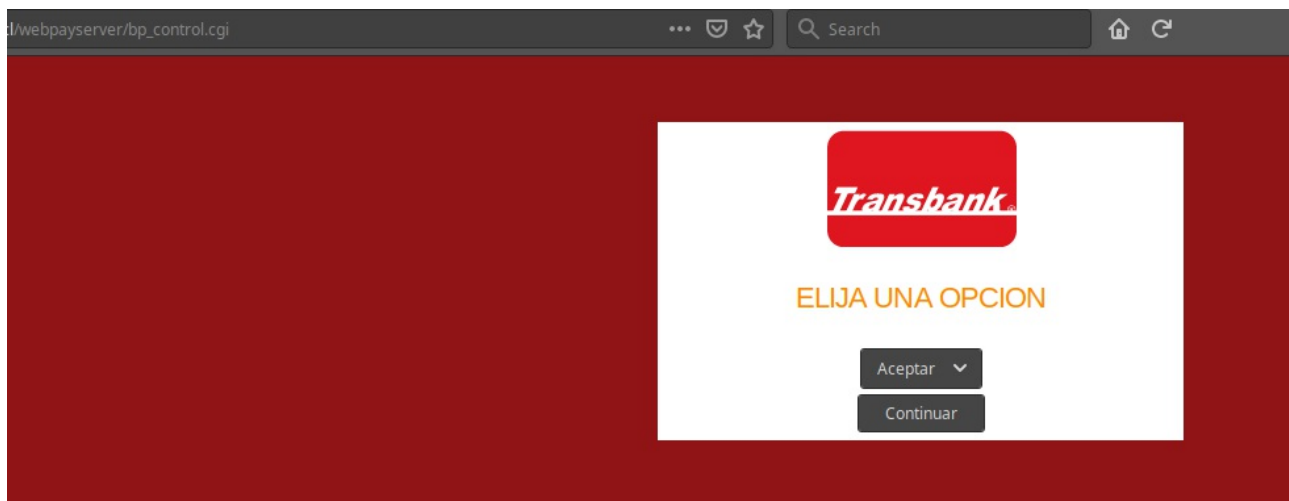 l/webpayserver/bp_control.cgi
Search
Transbank®
ELIJA UNA OPCION
Aceptar
Continuar